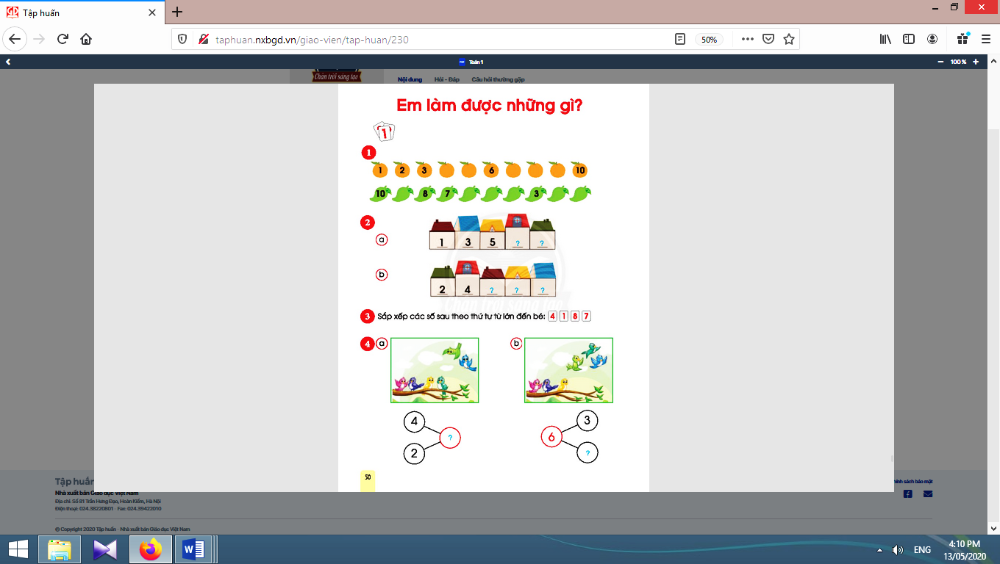 Tập huấn
taphuan.nxbgd.vn/giao-vien/tap-huan/230
50%
Toán 1
100 %
Chân trời sáng tạo
Nội dung Hỏi - Đáp Câu hỏi thường gặp
Em làm được những gì?
1
1
1 2 3 6 10
10 8 7 3
2
a
1 3 5 ? ?
b
2 4 ? ? ?
Chân trời sáng tạo
3 Sắp xếp các số sau theo thứ tự từ lớn đến bé: 4 1 8 7
4 a b
4 2 ?
6 3 ?
50
Tập huấn
Nhà xuất bản Giáo dục Việt Nam
Địa chỉ: Số 81 Trần Hưng Đạo, Hoàn Kiếm, Hà Nội
Điện thoại: 024.38220801 Fax: 024.39422010
sách bảo mật
© Copyright 2020 Tập huấn - Nhà xuất bản Giáo dục Việt Nam
ENG
4:10 PM
13/05/2020